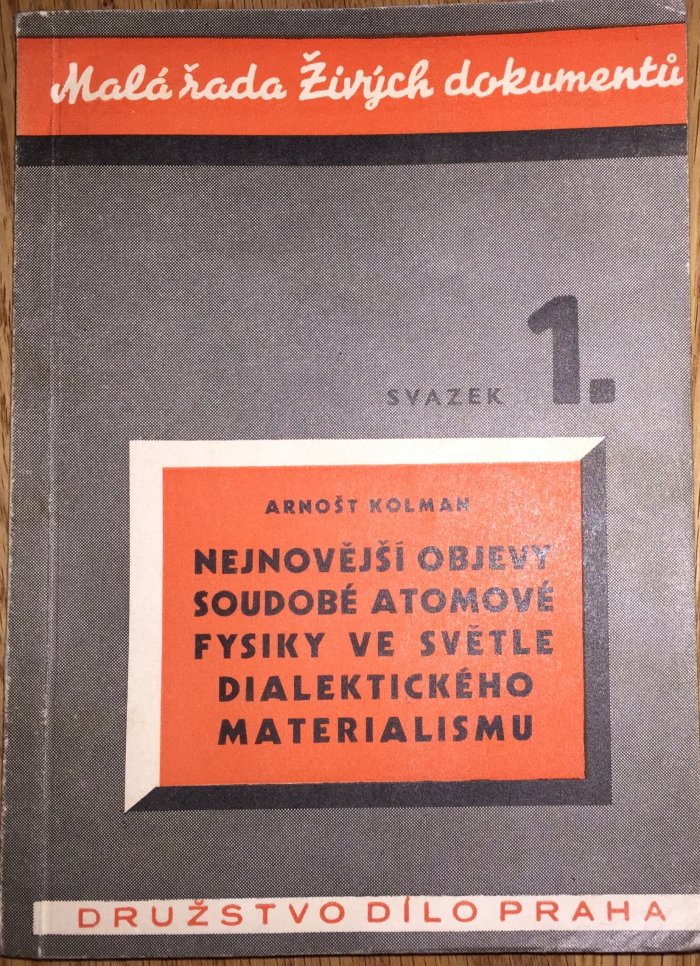 Malá řada Živých dokumentů
SVAZEK 1.
ARNOŠT KOLMAN
NEJNOVĚJŠÍ OBJEVY
SOUDOBÉ ATOMOVÉ
FYSIKY VE SVĚTLE
DIALEKTICKÉHO
MATERIALISMU
DRUŽSTVO DÍLO PRAHA